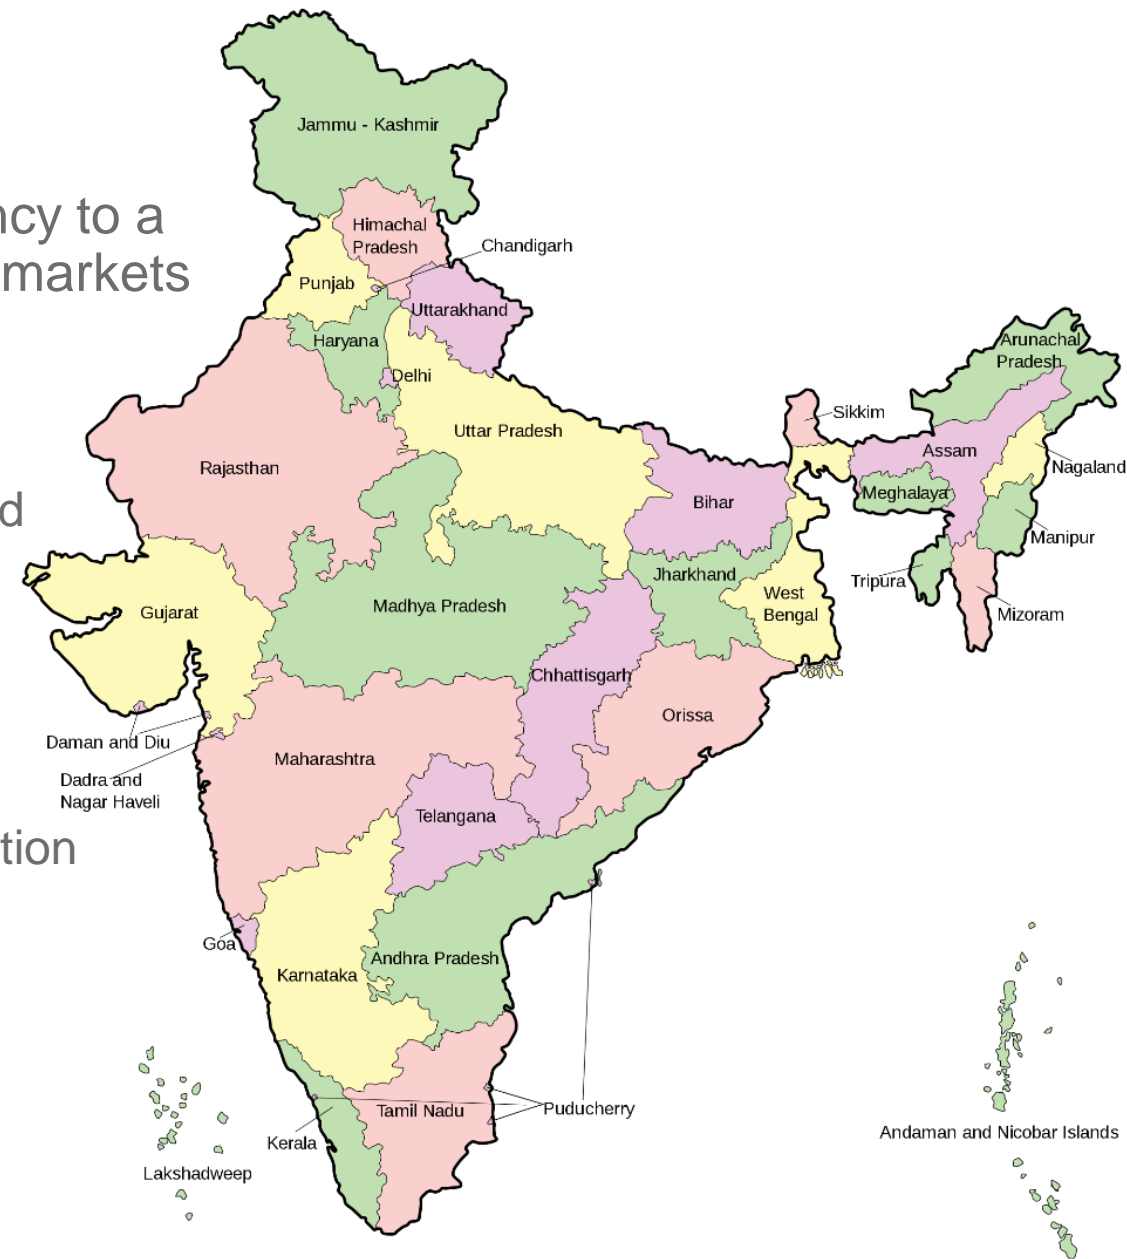 Jammu - Kashmir
ncy to a
markets
Himachal
Pradesh
Chandigarh
Punjab
Uttarakhand
Haryana
Delhi
Arunachal
Pradesh
Sikkim
Uttar Pradesh
Assam
Nagaland
Rajasthan
Bihar
Meghalaya
d
Manipur
Jharkhand
Tripura
West
Bengal
Madhya Pradesh
Gujarat
Mizoram
Chhattisgarh
Orissa
Daman and Diu
Maharashtra
Dadra and
Nagar Haveli
Telangana
tion
Goa
Andhra Pradesh
Karnataka
Tamil Nadu
Puducherry
Kerala
Andaman and Nicobar Islands
Lakshadweep